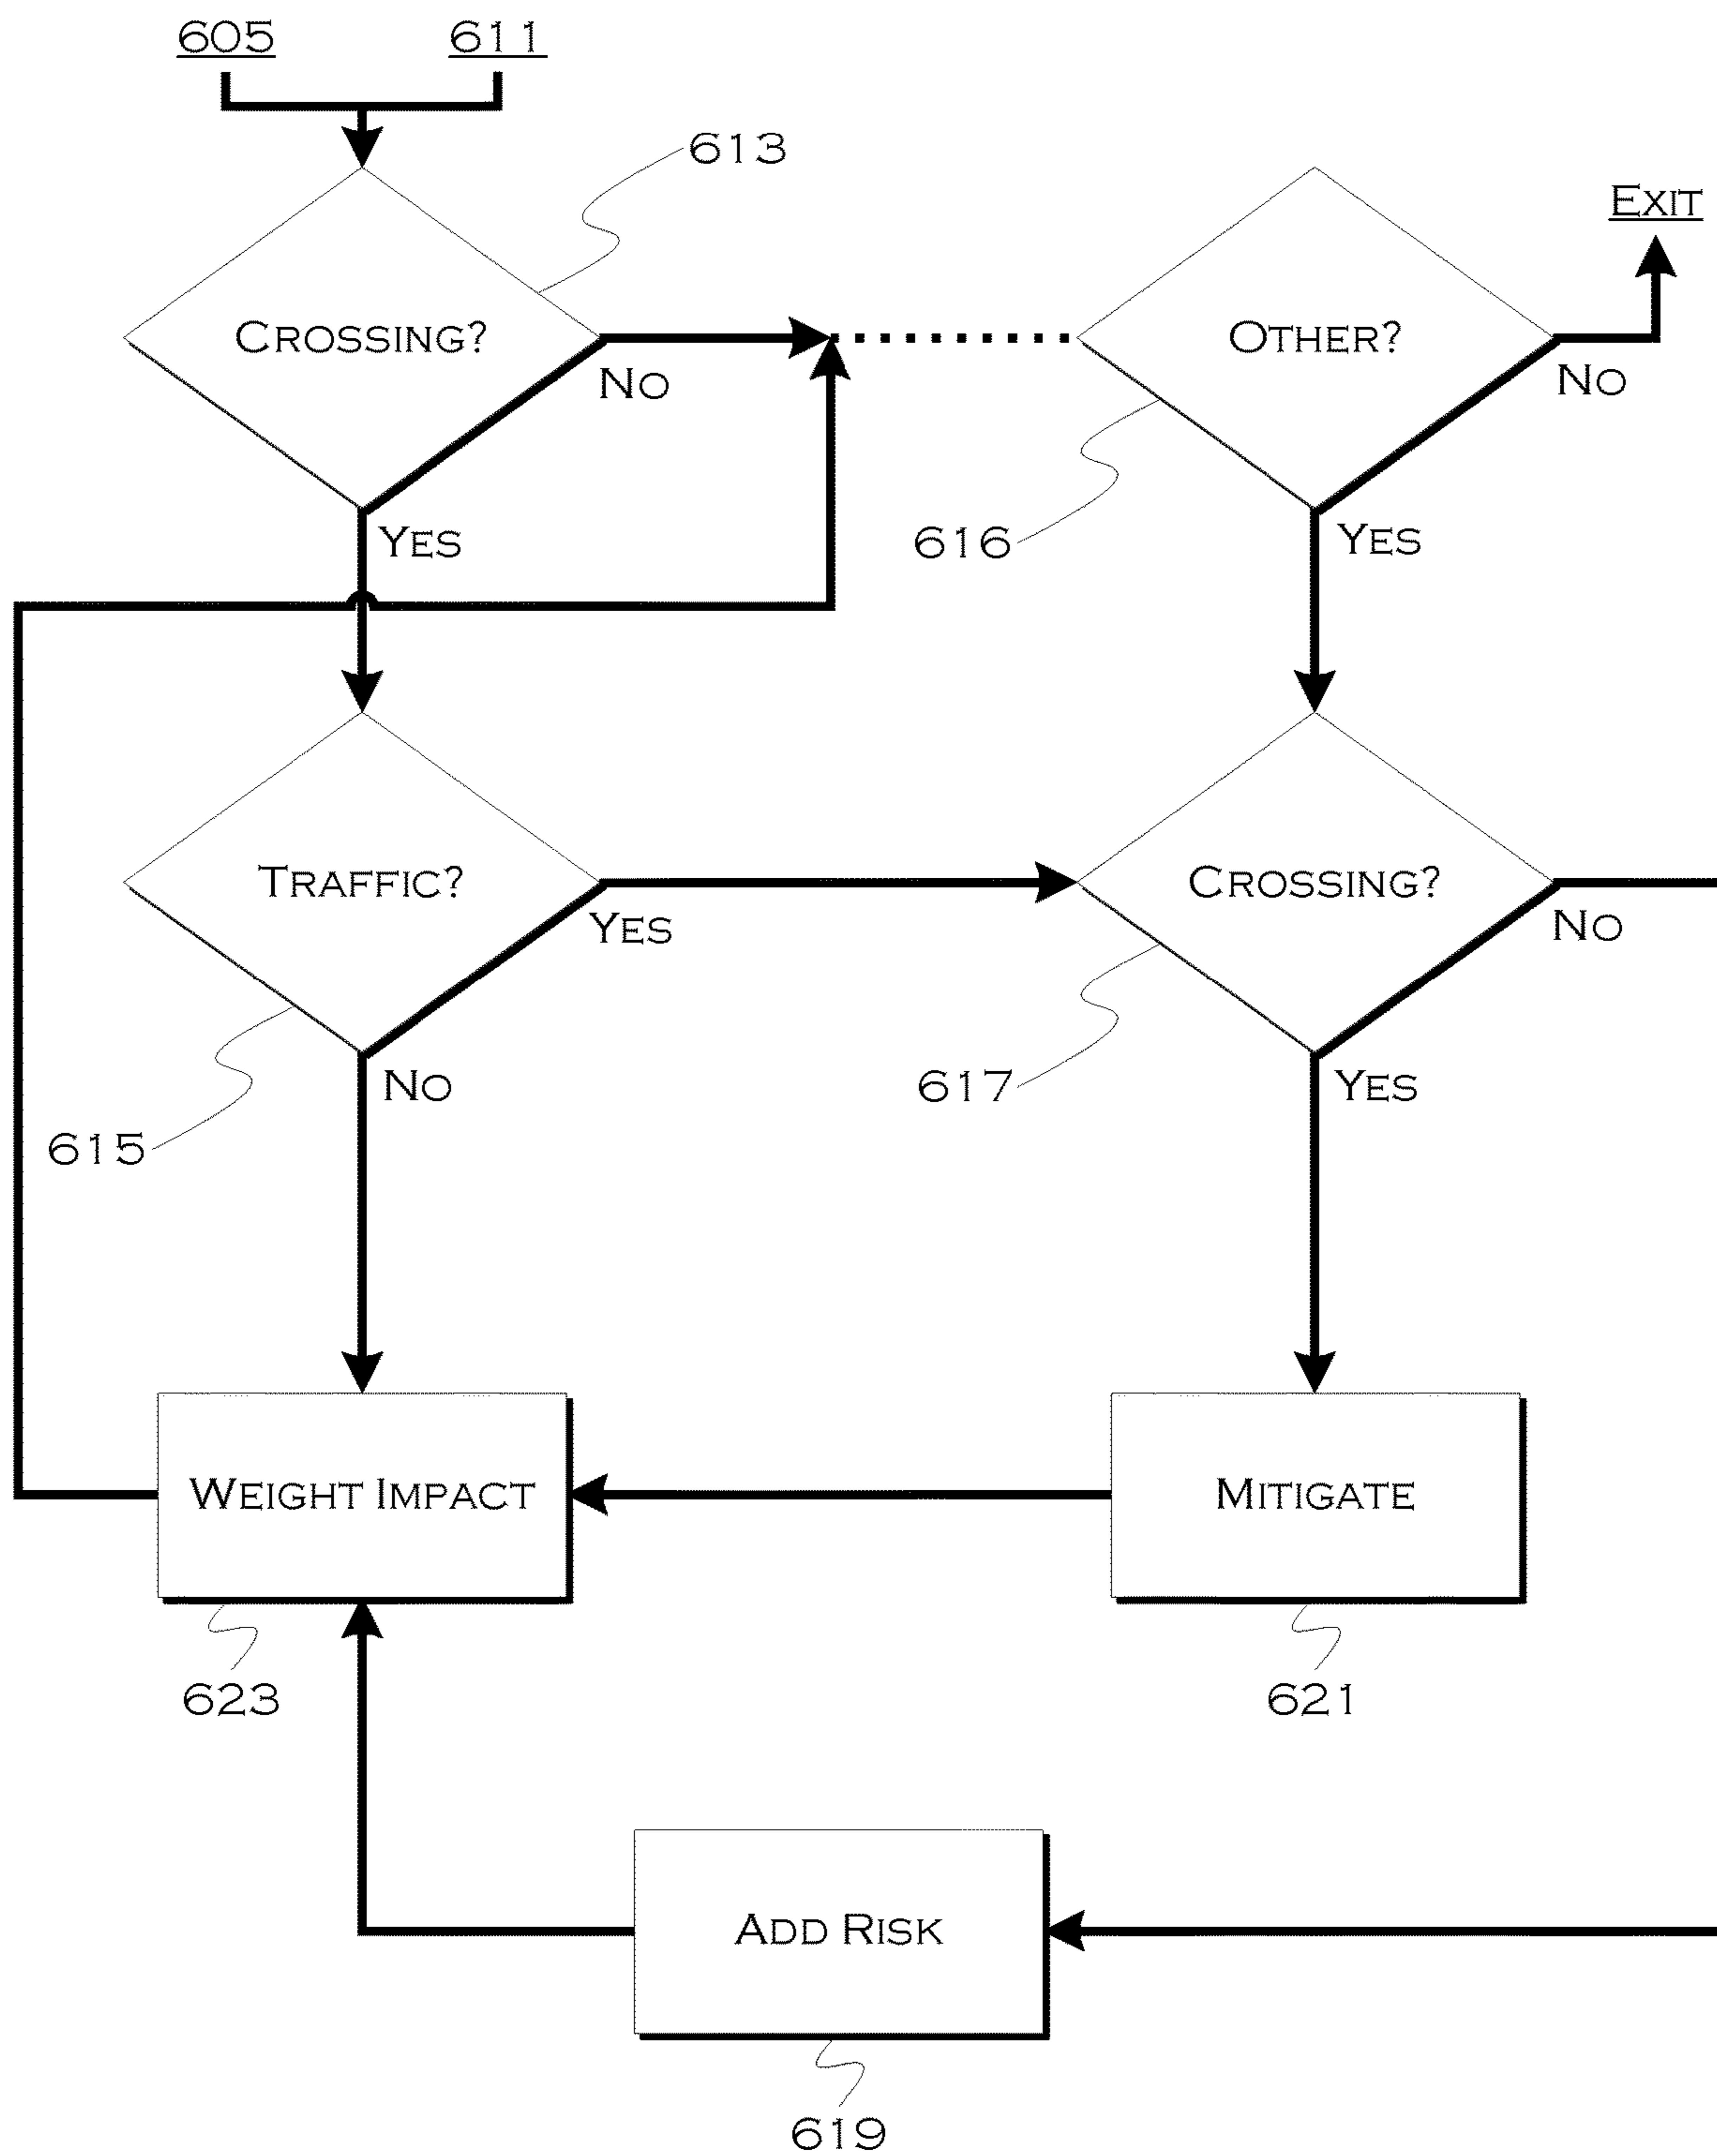 605
611
613
EXIT
CROSSING?
OTHER?
NO
NO
YES
616
YES
TRAFFIC?
CROSSING?
YES
NO
NO
617
YES
615
WEIGHT IMPACT
MITIGATE
623
621
ADD RISK
619